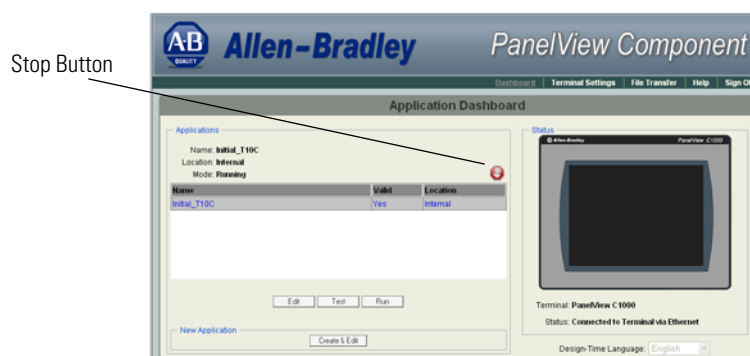 Stop Button
A-B
QUALITY
Allen-Bradley
PanelView Component
Dashboard | Terminal Settings | File Transfer | Help | Sign O
Application Dashboard
Applications
Name: Initial_T10C
Location: Internal
Mode: Running
Name Valid Location
Initial_T10C Yes Internal
Edit Test Run
New Application
Create & Edit
Status
Allen-Bradley PanelView C1000
Terminal: PanelView C1000
Status: Connected to Terminal via Ethernet
Design-Time Language: English